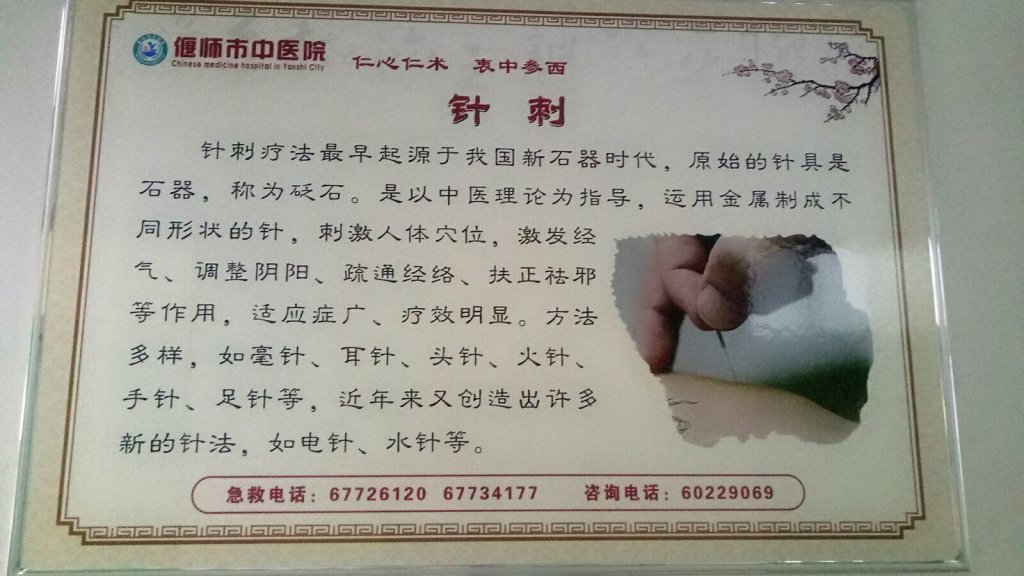 偃师市中医院
Chinese medicine hospital in Yanshi City
仁心仁术 衷中参西
针 刺
针刺疗法最早起源于我国新石器时代，原始的针具是
石器，称为砭石。是以中医理论为指导，运用金属制成不
同形状的针，刺激人体穴位，激发经
气、调整阴阳、疏通经络、扶正祛邪
等作用，适应症广、疗效明显。方法
多样，如毫针、耳针、头针、火针、
手针、足针等，近年来又创造出许多
新的针法，如电针、水针等。
急救电话：67726120 67734177 咨询电话：60229069